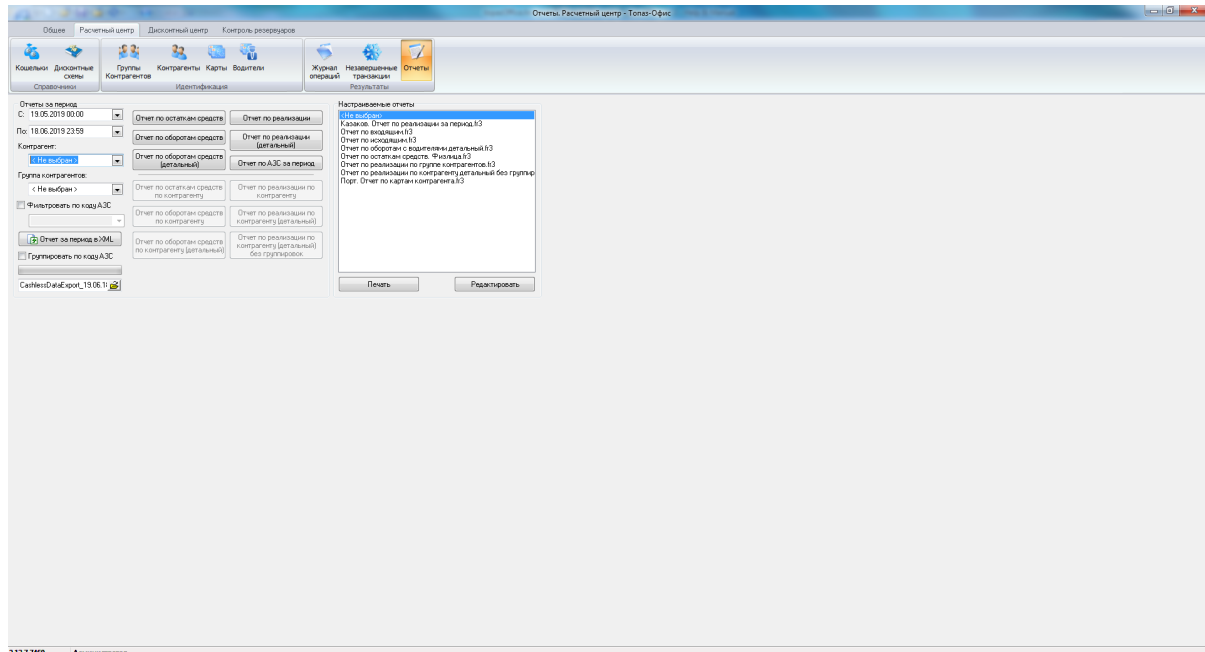 Отчеты. Расчетный центр - Топаз-Офис
Общее Расчетный центр Дисконтный центр Контроль резервуаров
Кошельки Дисконтные схемы Группы Контрагентов Контрагенты Карты Водители Журнал операций Незавершенные транзакции Отчеты
Справочники Идентификация Результаты
Отчеты за период
С: 19.05.2019 00:00
По: 18.06.2019 23:59
Контрагент:
< Не выбран >
Группа контрагентов:
< Не выбран >
Фильтровать по коду АЗС
Отчет за период в XML
Группировать по коду АЗС
CashlessDataExport_19.06.1
Отчет по остаткам средств
Отчет по реализации
Отчет по оборотам средств
Отчет по реализации
(детальный)
Отчет по оборотам средств
(детальный)
Отчет по АЗС за период
Отчет по остаткам средств
по контрагенту
Отчет по реализации по
контрагенту
Отчет по оборотам средств
по контрагенту
Отчет по реализации по
контрагенту (детальный)
Отчет по оборотам средств
по контрагенту (детальный)
Отчет по реализации по
контрагенту (детальный)
без группировок
Настраиваемые отчеты
<Не выбран>
Казаков. Отчет по реализации за период.fr3
Отчет по входящим.fr3
Отчет по исходящим.fr3
Отчет по оборотам с водителями детальный.fr3
Отчет по остаткам средств. Физлица.fr3
Отчет по реализации по группе контрагентов.fr3
Отчет по реализации по контрагенту детальный без группир
Порт. Отчет по картам контрагента.fr3
Печать
Редактировать